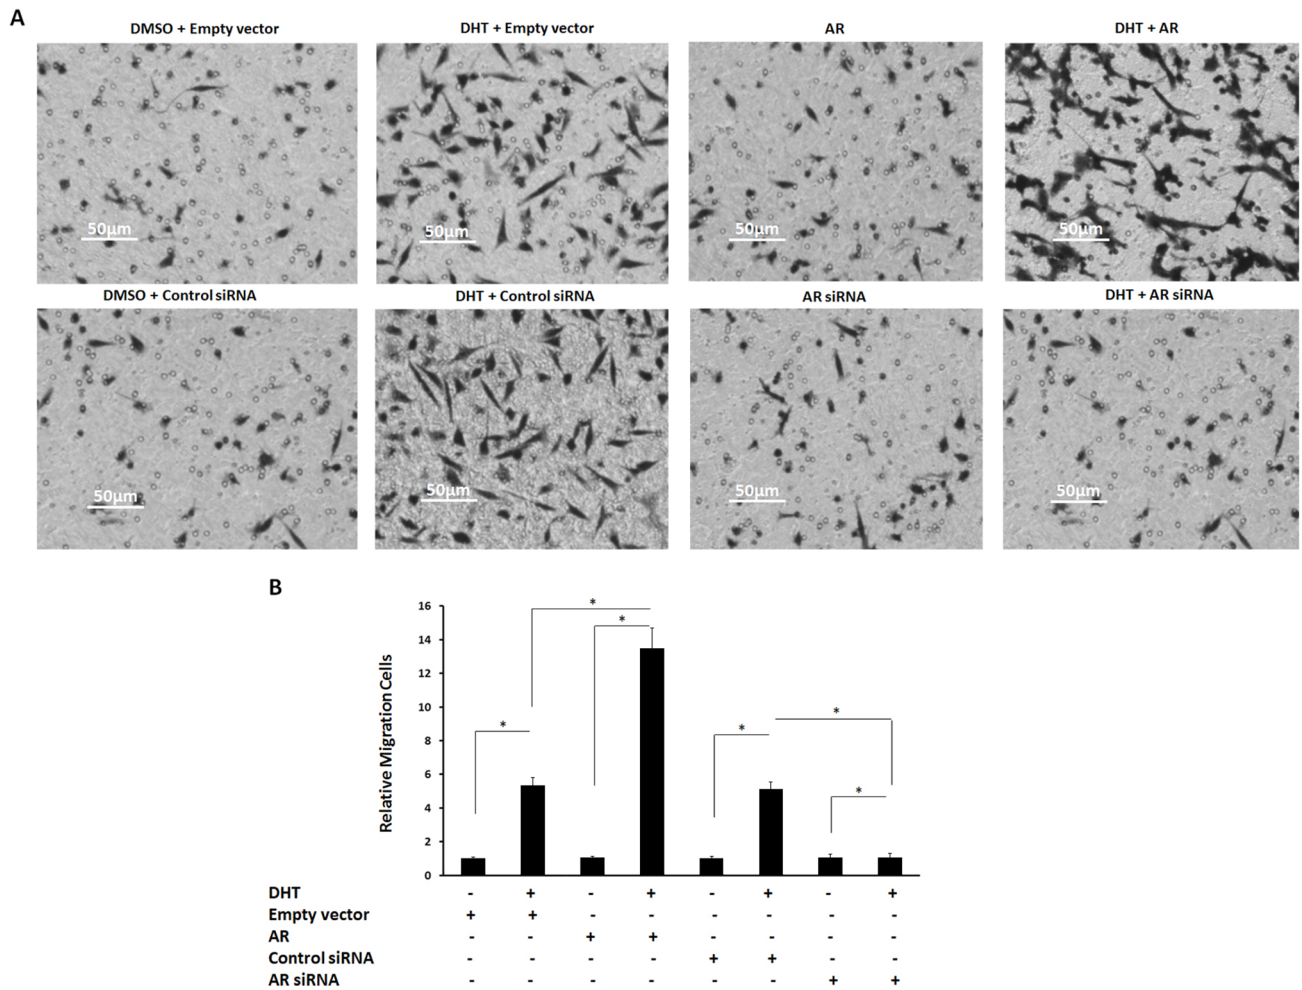 A
DMSO + Empty vector
DHT + Empty vector
AR
DHT + AR
50μm
50μm
50μm
50μm
DMSO + Control siRNA
DHT + Control siRNA
AR siRNA
DHT + AR siRNA
50μm
50μm
50μm
50μm
B
Relative Migration Cells
16
14
12
10
8
6
4
2
0
*
*
*
*
*
*
DHT - + - + - + - +
Empty vector + + - - - - - -
AR - - + + - - - -
Control siRNA - - - - + + - -
AR siRNA - - - - - - + +